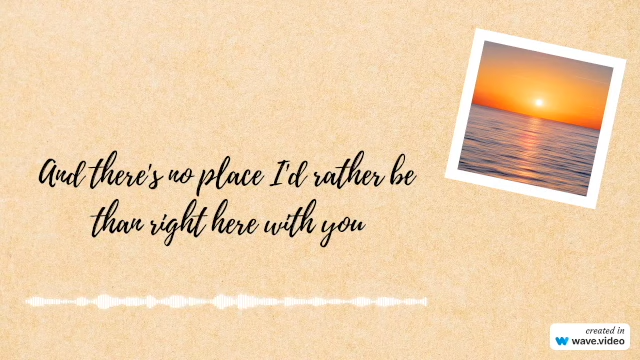 And there's no place I'd rather be
than right here with you
created in
wave.video